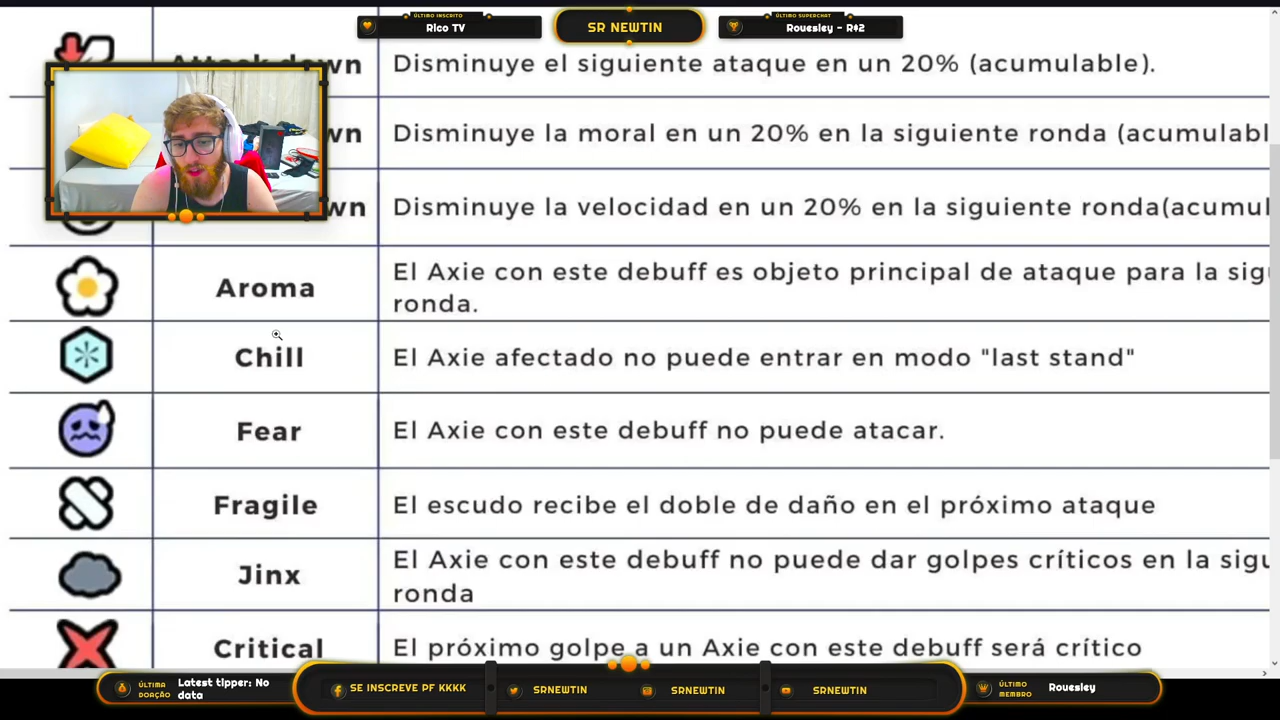 ÚLTIMO INSCRITO
Rico TV
SR NEWTIN
ÚLTIMO SUPERCHAT
Rouesley - R$2
Disminuye el siguiente ataque en un 20% (acumulable).
Disminuye la moral en un 20% en la siguiente ronda (acumulabl
Disminuye la velocidad en un 20% en la siguiente ronda(acumul
Aroma
El Axie con este debuff es objeto principal de ataque para la sig
ronda.
Chill
El Axie afectado no puede entrar en modo "last stand"
Fear
El Axie con este debuff no puede atacar.
Fragile
El escudo recibe el doble de daño en el próximo ataque
Jinx
El Axie con este debuff no puede dar golpes críticos en la sigu
ronda
Critical
El próximo golpe a un Axie con este debuff será crítico
ÚLTIMA
DOAÇÃO
Latest tipper: No
data
SE INSCREVE PF KKKK
SRNEWTIN
SRNEWTIN
SRNEWTIN
ÚLTIMO
MEMBRO
Rouesley